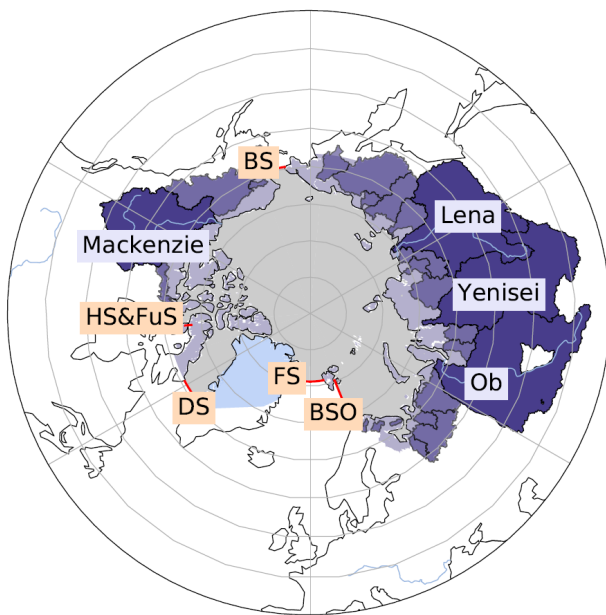 BS
Lena
Mackenzie
Yenisei
HS&FuS
FS
Ob
DS
BSO